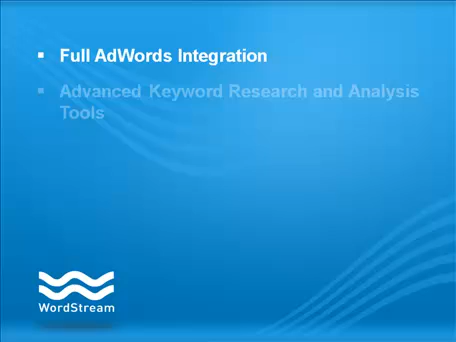 ▪ Full AdWords Integration
▪ Advanced Keyword Research and Analysis
Tools
WordStream